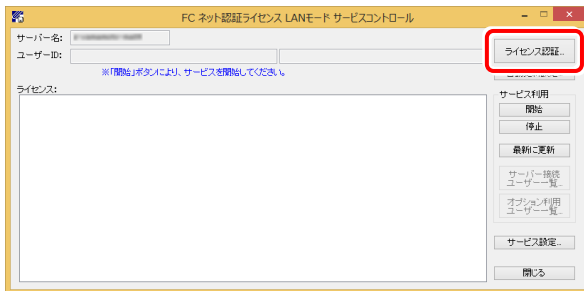 FC ネット認証ライセンス LANモード サービスコントロール
サーバー名:
ユーザーID:
ライセンス認証...
※「開始」ボタンにより、サービスを開始してください。
ライセンス:
サービス利用
開始
停止
最新に更新
サーバー接続
ユーザー一覧...
オプション利用
ユーザー一覧...
サービス設定...
閉じる